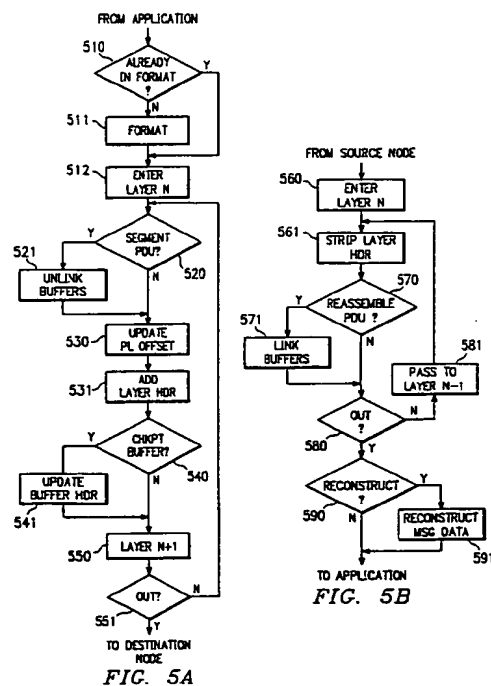 FROM APPLICATION
510
ALREADY
IN FORMAT
?
Y
N
511
FORMAT
512
ENTER
LAYER N
SEGMENT
PDU?
Y
520
N
521
UNLINK
BUFFERS
530
UPDATE
PL OFFSET
531
ADD
LAYER HDR
CHKPT
BUFFER?
Y
540
N
UPDATE
BUFFER HDR
541
550
LAYER N+1
OUT?
N
551
Y
TO DESTINATION
NODE
FIG. 5A
FROM SOURCE NODE
560
ENTER
LAYER N
561
STRIP LAYER
HDR
570
REASSEMBLE
PDU ?
Y
N
571
LINK
BUFFERS
581
PASS TO
LAYER N-1
OUT
?
N
580
Y
RECONSTRUCT
?
Y
590
N
RECONSTRUCT
MSG DATA
591
TO APPLICATION
FIG. 5B